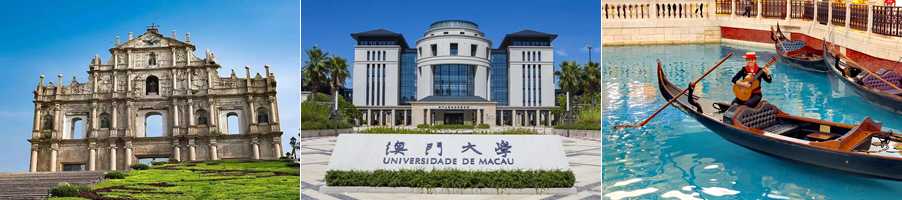 澳門大學
UNIVERSIDADE DE MACAU